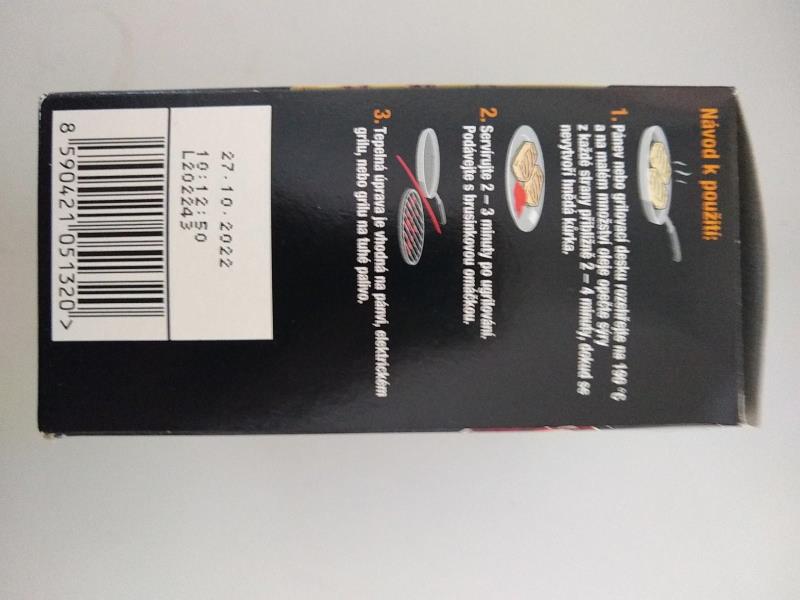 Návod k použití:
1. Pánev nebo grilovací desku rozehřejte na 190 °C
a na malém množství oleje opečte sýry
z každé strany přibližně 2 – 4 minuty, dokud se
nevytvoří hnědá kůrka.
2. Servírujte 2 – 3 minuty po ugrilování.
Podávejte s brusinkovou omáčkou.
3. Tepelná úprava je vhodná na pánvi, elektrickém
grilu, nebo grilu na tuhé palivo.
27.10.2022
10:12:50
L202243
8 590421 051320 >